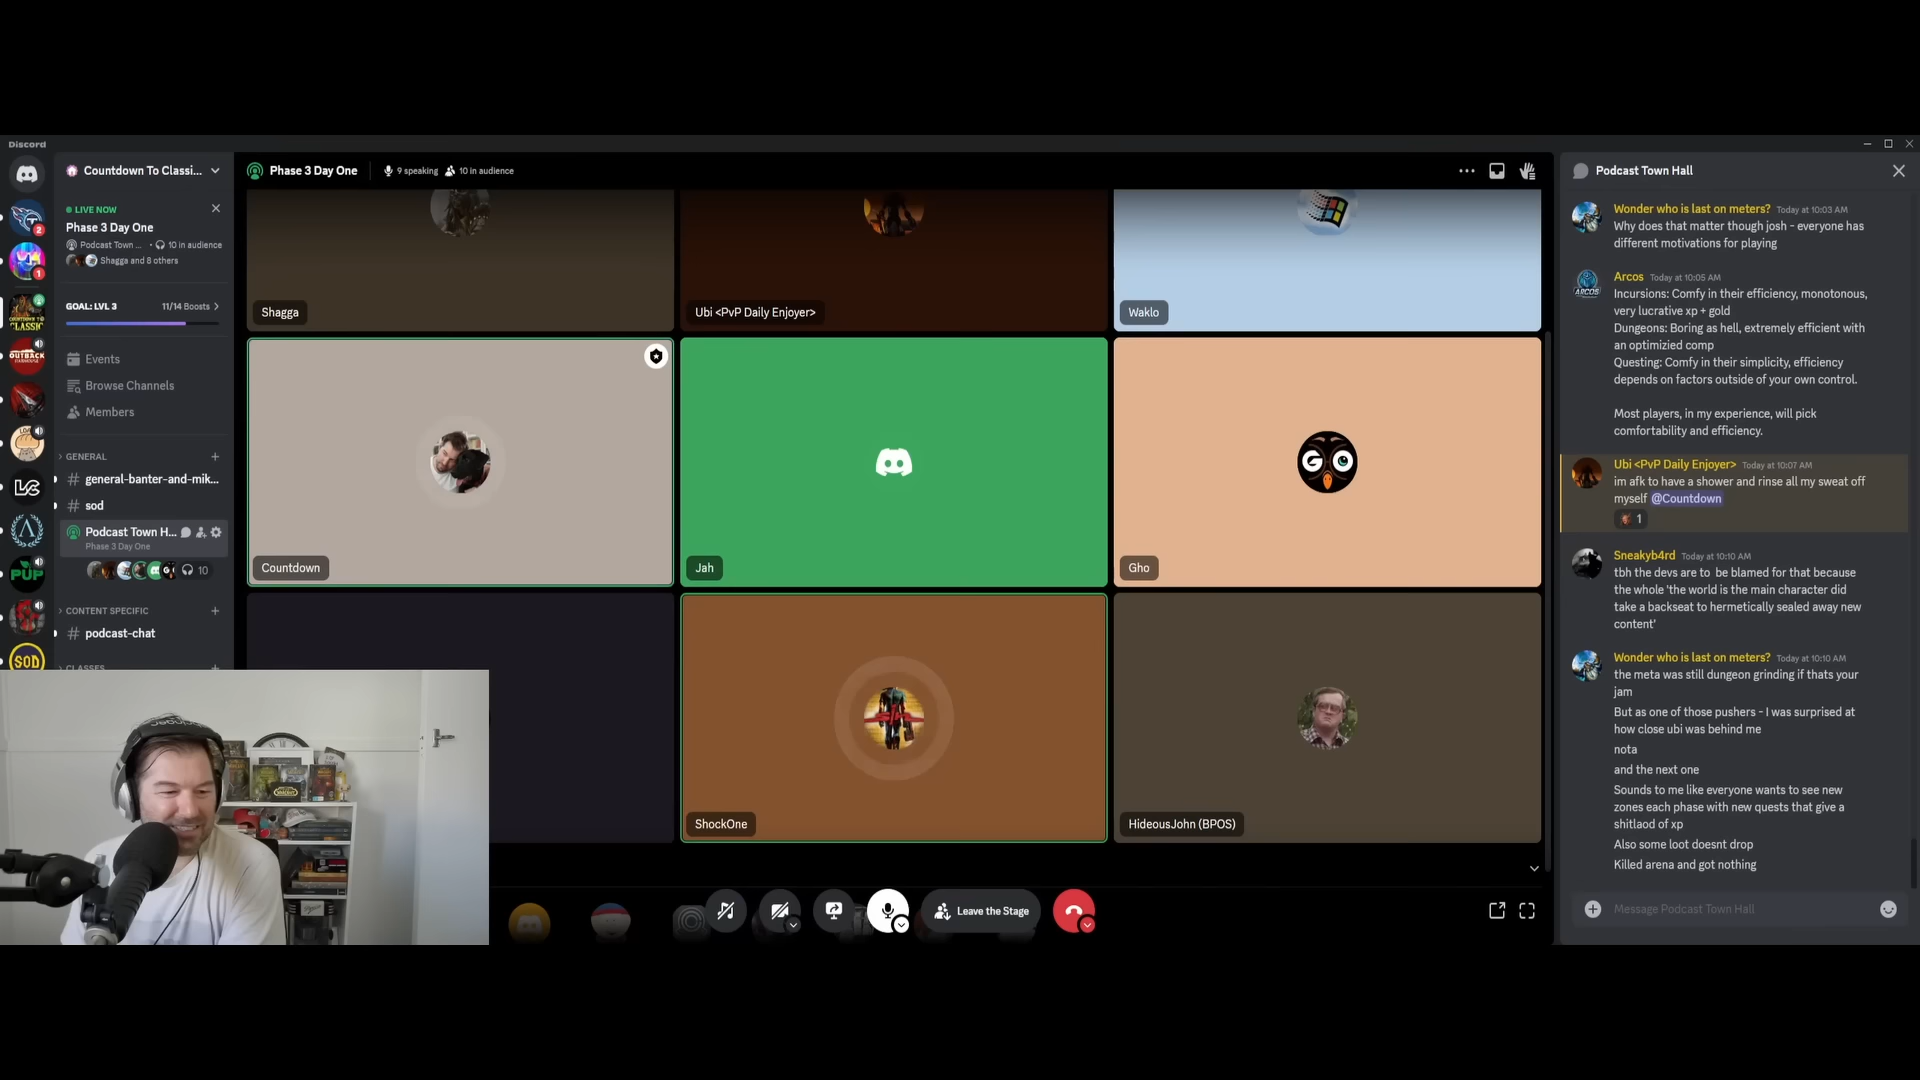 Discord
Countdown To Classi...
LIVE NOW
Phase 3 Day One
Podcast Town ... • 10 in audience
Shagga and 8 others
GOAL: LVL 3 11/14 Boosts
2
1
COUNTDOWN TO
CLASSIC
OUTBACK
LC
PUP
SOD
Events
Browse Channels
Members
GENERAL
general-banter-and-mik...
sod
Podcast Town H...
Phase 3 Day One
10
CONTENT SPECIFIC
podcast-chat
CLASSES
Phase 3 Day One 9 speaking 10 in audience
Shagga
Ubi <PvP Daily Enjoyer>
Waklo
Countdown
Jah
Gho
ShockOne
HideousJohn (BPOS)
Leave the Stage
Podcast Town Hall
Wonder who is last on meters? Today at 10:03 AM
Why does that matter though josh - everyone has
different motivations for playing
ARCOS
Arcos Today at 10:05 AM
Incursions: Comfy in their efficiency, monotonous,
very lucrative xp + gold
Dungeons: Boring as hell, extremely efficient with
an optimizied comp
Questing: Comfy in their simplicity, efficiency
depends on factors outside of your own control.
Most players, in my experience, will pick
comfortability and efficiency.
Ubi <PvP Daily Enjoyer> Today at 10:07 AM
im afk to have a shower and rinse all my sweat off
myself @Countdown
1
Sneakyb4rd Today at 10:10 AM
tbh the devs are to be blamed for that because
the whole 'the world is the main character did
take a backseat to hermetically sealed away new
content'
Wonder who is last on meters? Today at 10:10 AM
the meta was still dungeon grinding if thats your
jam
But as one of those pushers - I was surprised at
how close ubi was behind me
nota
and the next one
Sounds to me like everyone wants to see new
zones each phase with new quests that give a
shitlaod of xp
Also some loot doesnt drop
Killed arena and got nothing
Message Podcast Town Hall